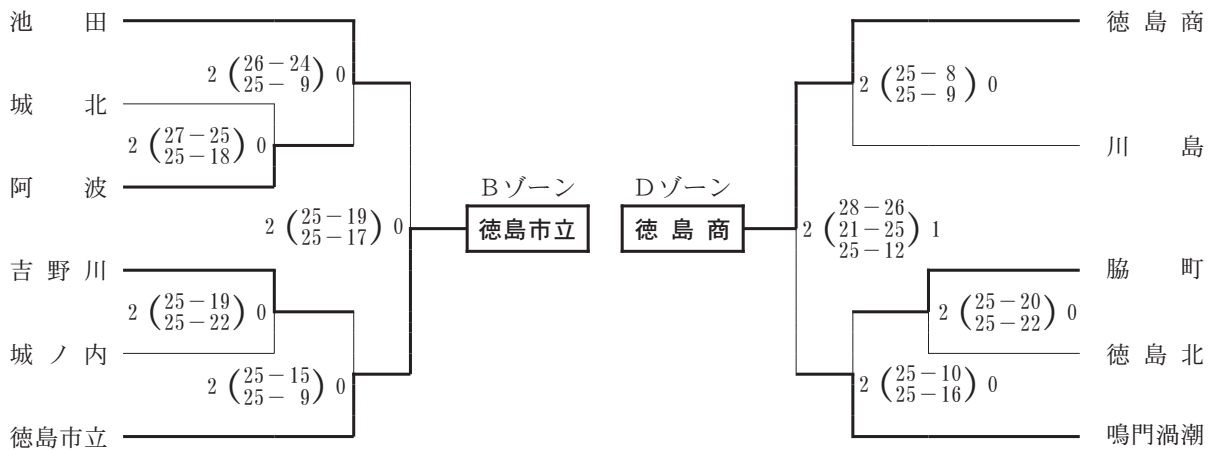 池田
2 (26－24 25－ 9) 0
城北
2 (27－25 25－18) 0
阿波
2 (25－19 25－17) 0
吉野川
2 (25－19 25－22) 0
城ノ内
2 (25－15 25－ 9) 0
徳島市立
Bゾーン
徳島市立
Dゾーン
徳島商
徳島商
2 (25－ 8 25－ 9) 0
川島
2 (28－26 21－25 25－12) 1
脇町
2 (25－20 25－22) 0
徳島北
2 (25－10 25－16) 0
鳴門渦潮